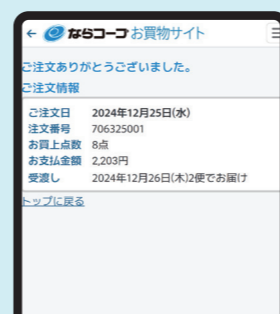 ならコープ お買物サイト
ご注文ありがとうございました。
ご注文情報
ご注文日 2024年12月25日(水)
注文番号 706325001
お買上点数 8点
お支払金額 2,203円
受渡し 2024年12月26日(木)2便でお届け
トップに戻る